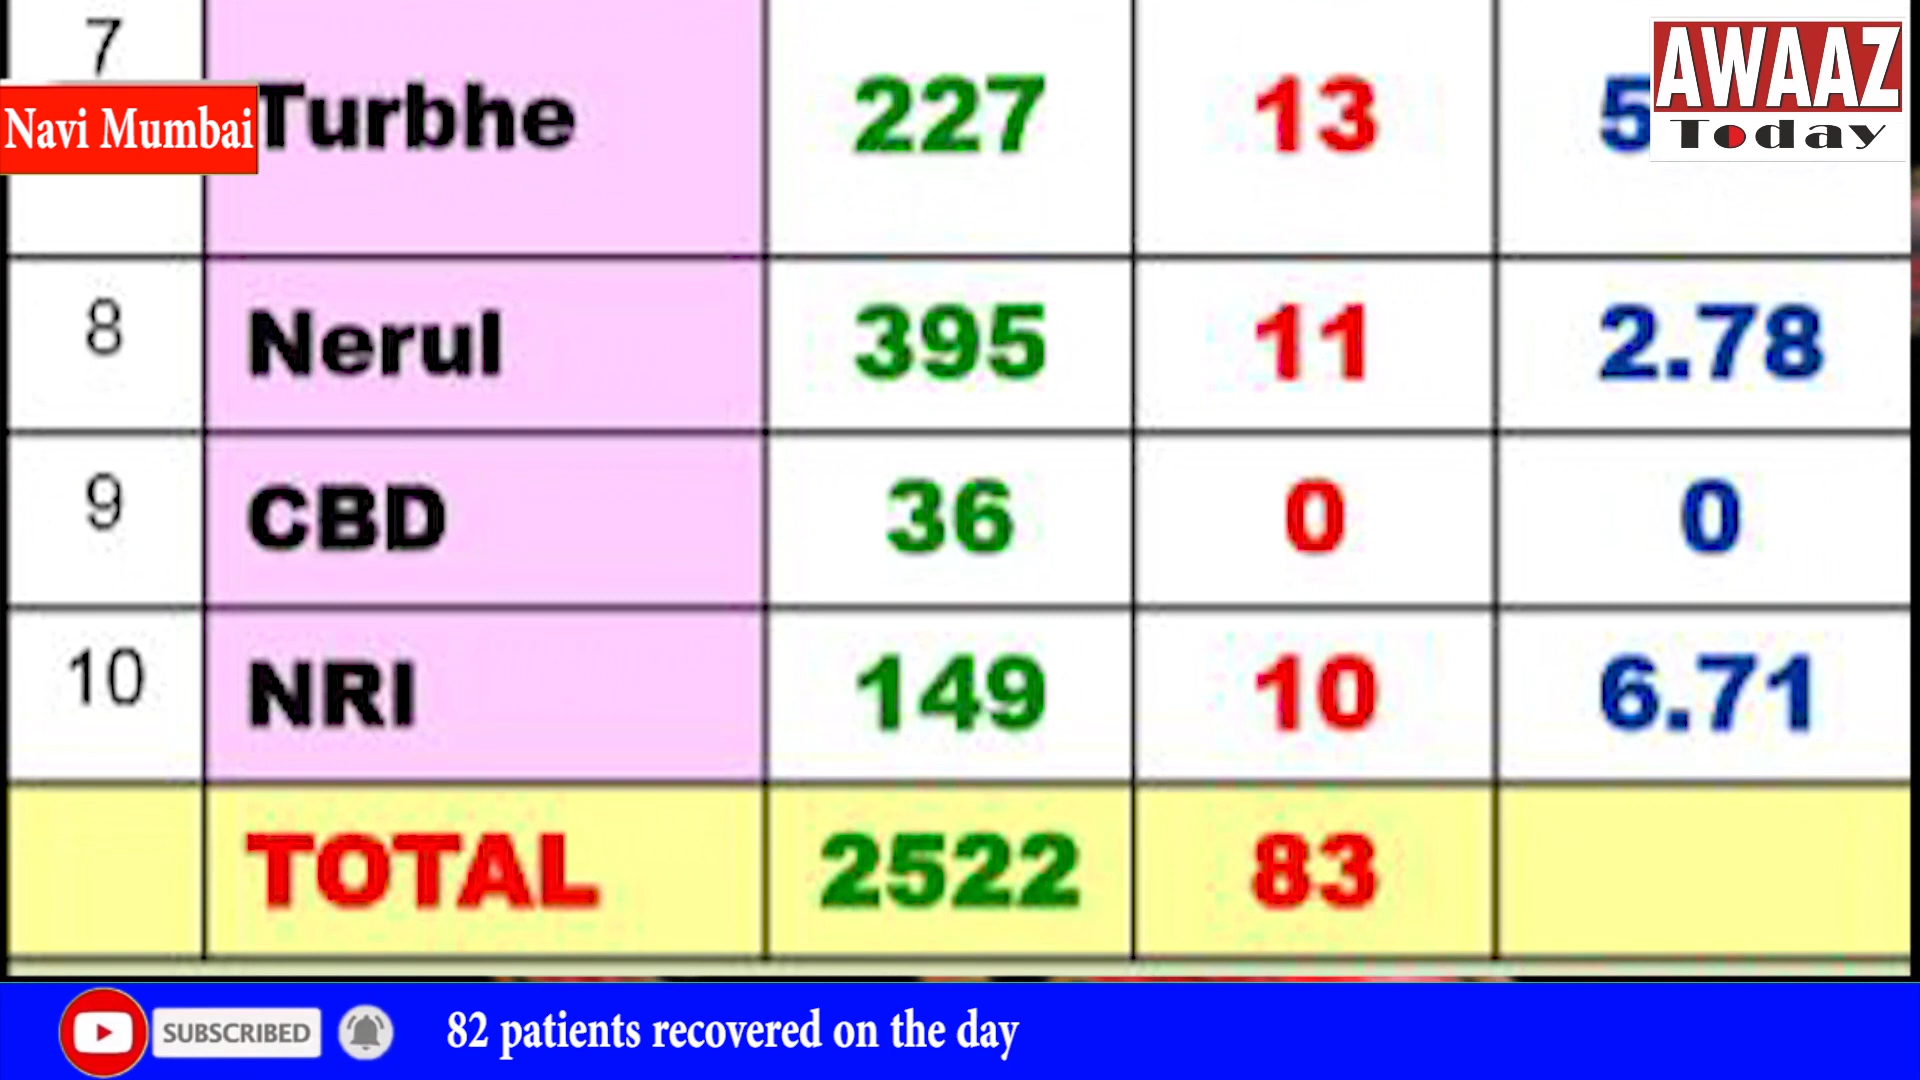 7 Turbhe 227 13 5
AWAAZ
Today
Navi Mumbai
8 Nerul 395 11 2.78
9 CBD 36 0 0
10 NRI 149 10 6.71
TOTAL 2522 83
SUBSCRIBED
82 patients recovered on the day